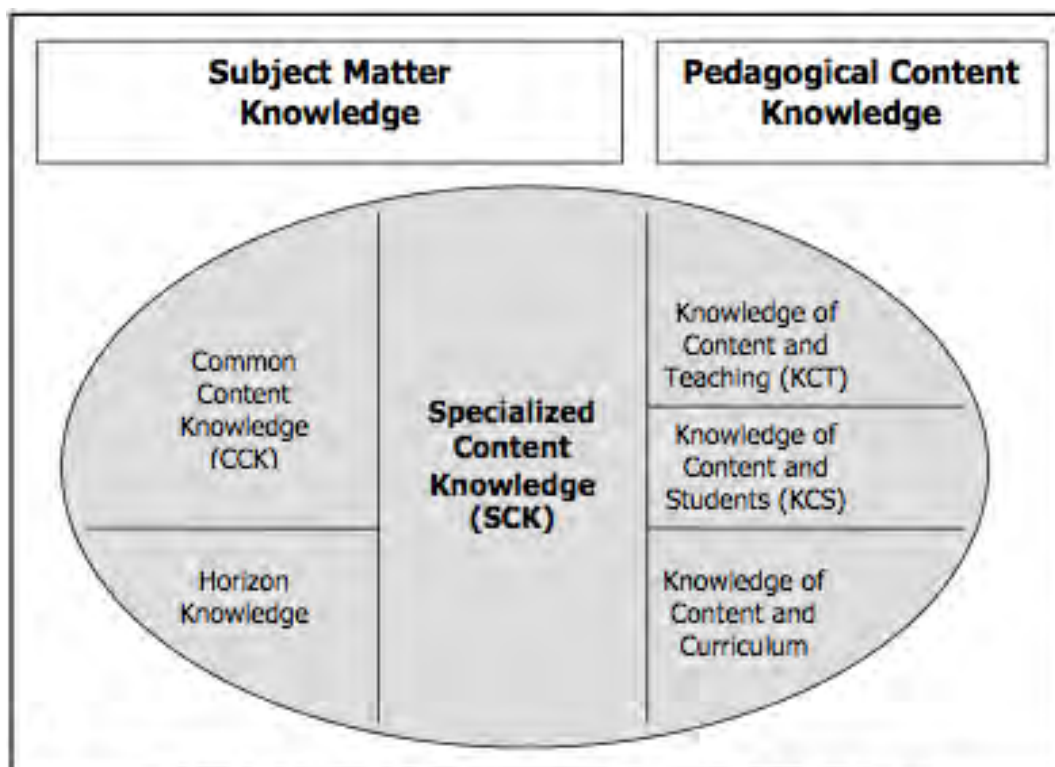 Subject Matter
Knowledge
Pedagogical Content
Knowledge
Common
Content
Knowledge
(CCK)
Horizon
Knowledge
Specialized
Content
Knowledge
(SCK)
Knowledge of
Content and
Teaching (KCT)
Knowledge of
Content and
Students (KCS)
Knowledge of
Content and
Curriculum